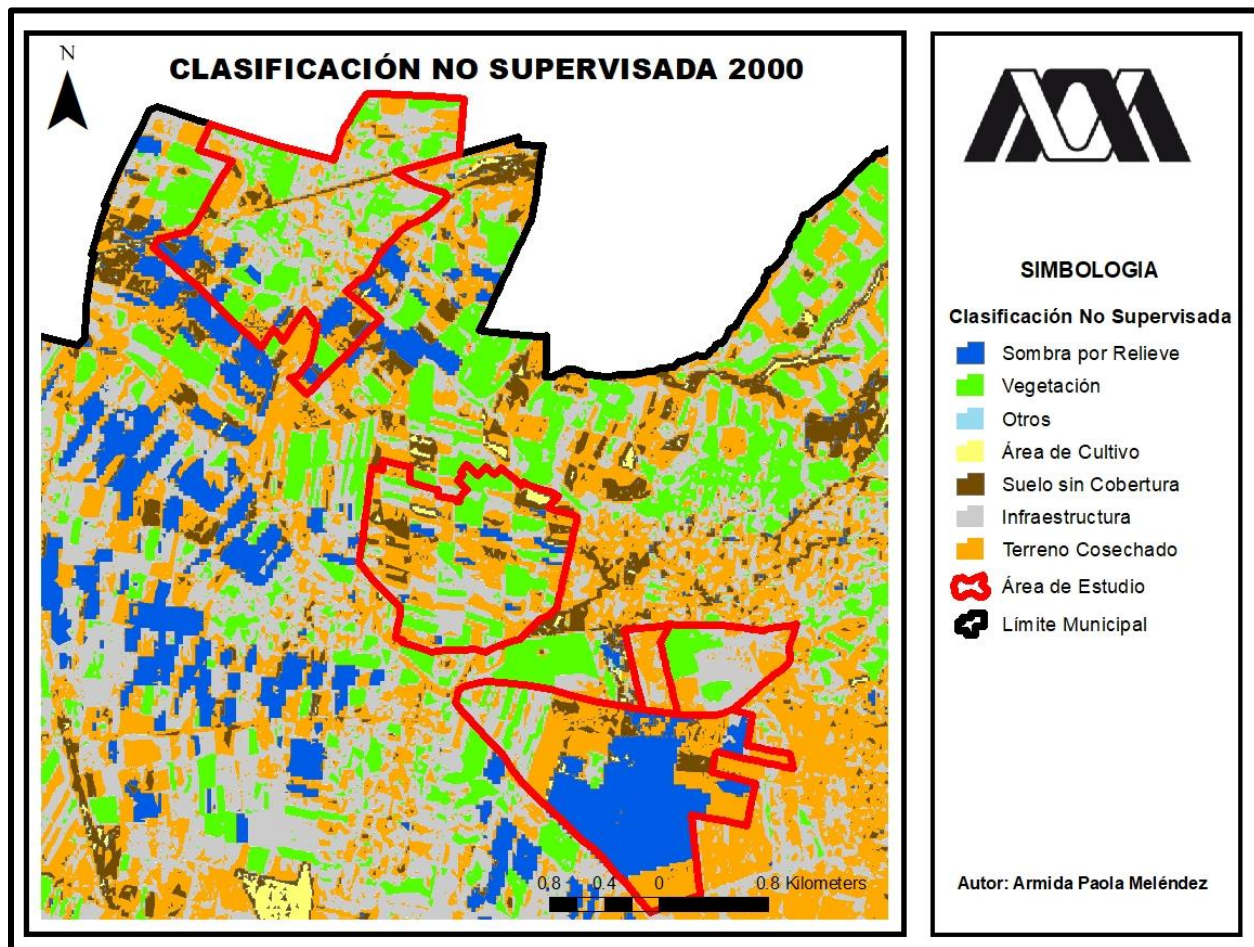 N
CLASIFICACIÓN NO SUPERVISADA 2000
0.8 0.4 0 0.8 Kilometers
SIMBOLOGIA
Clasificación No Supervisada
Sombra por Relieve
Vegetación
Otros
Área de Cultivo
Suelo sin Cobertura
Infraestructura
Terreno Cosechado
Área de Estudio
Límite Municipal
Autor: Armida Paola Meléndez